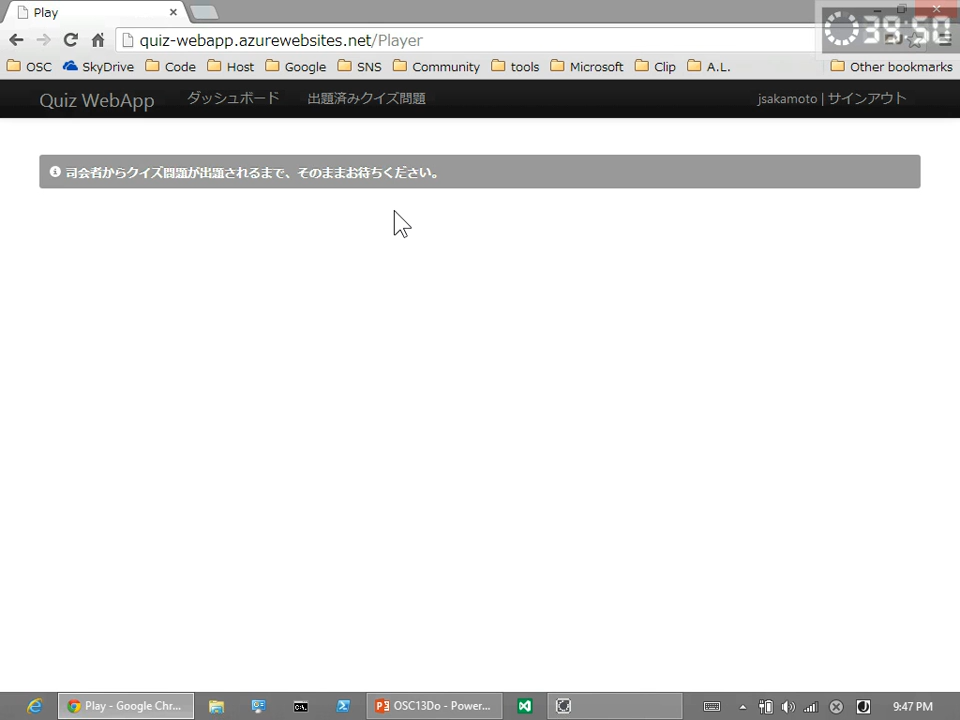 Play
38:50
quiz-webapp.azurewebsites.net/Player
OSC SkyDrive Code Host Google SNS Community tools Microsoft Clip A.L. Other bookmarks
Quiz WebApp ダッシュボード 出題済みクイズ問題 jsakamoto | サインアウト
司会者からクイズ問題が出題されるまで、そのままお待ちください。
Play - Google Chr... OSC13Do - Power... 9:47 PM